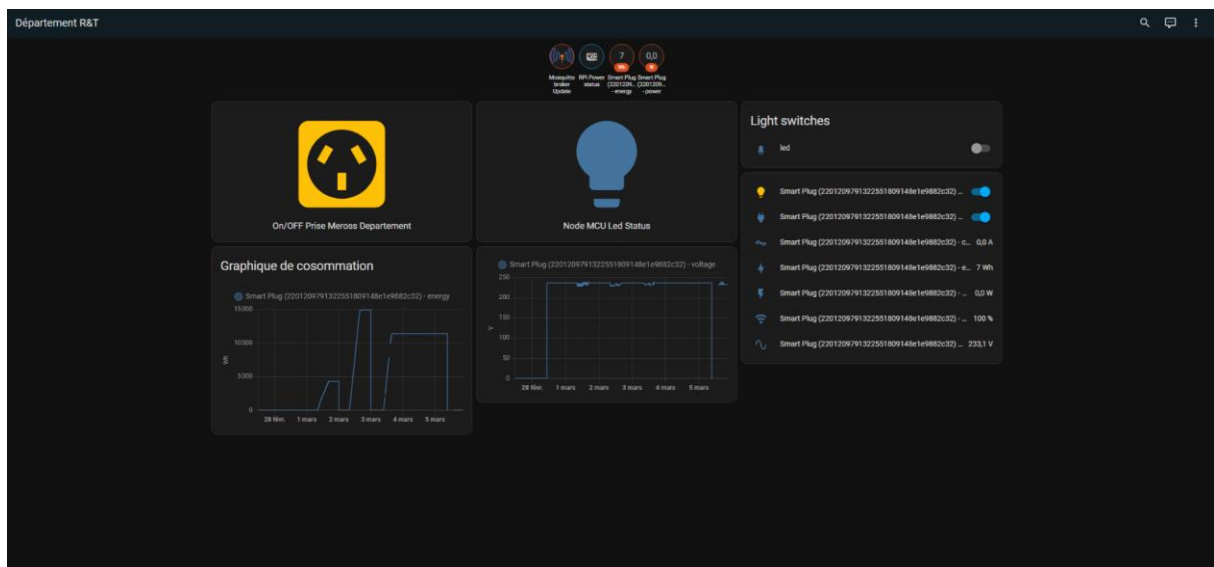 Département R&T
7
0,0
Wh
W
Mosquitto broker Update
RPI Power status
Smart Plug (2201209... - energy
Smart Plug (2201209... - power
On/OFF Prise Meross Departement
Node MCU Led Status
Light switches
led
Smart Plug (2201209791322551809148e1e9882c32) ...
Smart Plug (2201209791322551809148e1e9882c32) ...
Smart Plug (2201209791322551809148e1e9882c32) - c... 0,0 A
Smart Plug (2201209791322551809148e1e9882c32) - e... 7 Wh
Smart Plug (2201209791322551809148e1e9882c32) - ... 0,0 W
Smart Plug (2201209791322551809148e1e9882c32) - ... 100 %
Smart Plug (2201209791322551809148e1e9882c32) ... 233,1 V
Graphique de cosommation
Smart Plug (2201209791322551809148e1e9882c32) - energy
15000
10000
Wh
5000
0
28 févr. 1 mars 2 mars 3 mars 4 mars 5 mars
Smart Plug (2201209791322551809148e1e9882c32) - voltage
250
200
150
V
100
50
0
28 févr. 1 mars 2 mars 3 mars 4 mars 5 mars